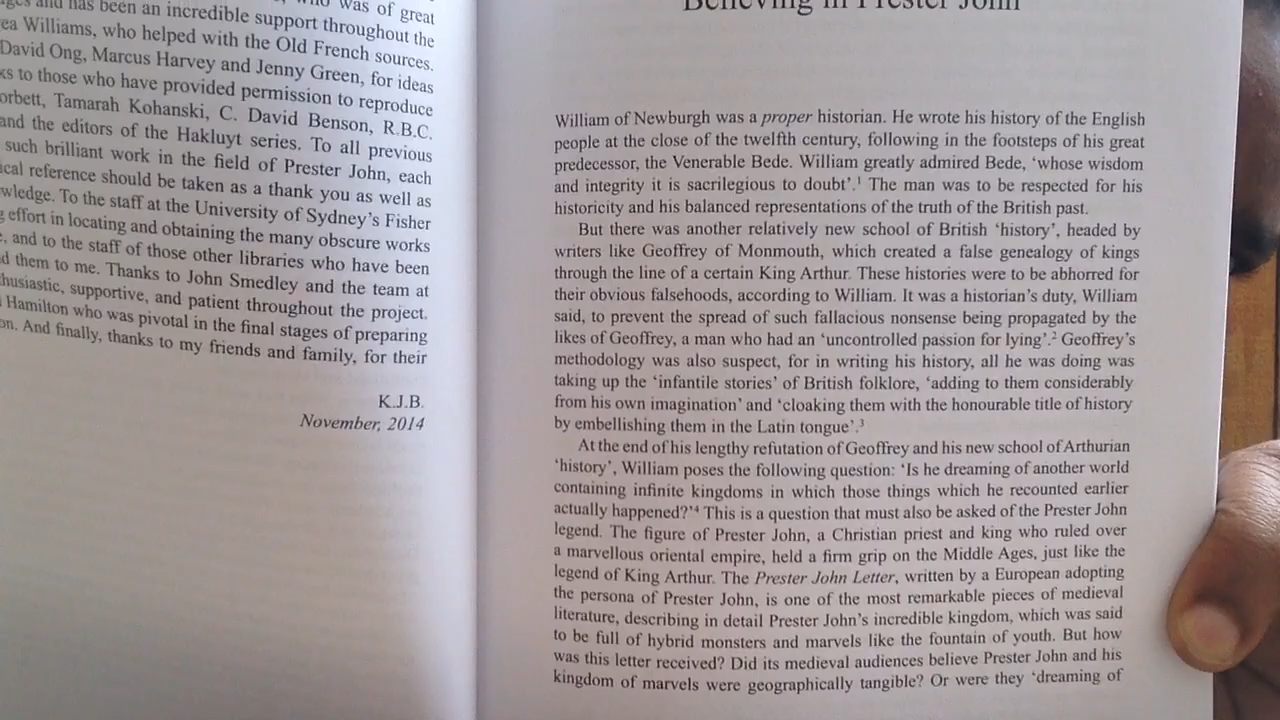 was of great
and has been an incredible support throughout the
ea Williams, who helped with the Old French sources.
David Ong, Marcus Harvey and Jenny Green, for ideas
ks to those who have provided permission to reproduce
orbett, Tamarah Kohanski, C. David Benson, R.B.C.
and the editors of the Hakluyt series. To all previous
such brilliant work in the field of Prester John, each
ical reference should be taken as a thank you as well as
wledge. To the staff at the University of Sydney's Fisher
g effort in locating and obtaining the many obscure works
e, and to the staff of those other libraries who have been
d them to me. Thanks to John Smedley and the team at
husiastic, supportive, and patient throughout the project.
Hamilton who was pivotal in the final stages of preparing
on. And finally, thanks to my friends and family, for their
K.J.B.
November, 2014
Believing in Prester John
William of Newburgh was a proper historian. He wrote his history of the English
people at the close of the twelfth century, following in the footsteps of his great
predecessor, the Venerable Bede. William greatly admired Bede, ‘whose wisdom
and integrity it is sacrilegious to doubt’.¹ The man was to be respected for his
historicity and his balanced representations of the truth of the British past.
But there was another relatively new school of British ‘history’, headed by
writers like Geoffrey of Monmouth, which created a false genealogy of kings
through the line of a certain King Arthur. These histories were to be abhorred for
their obvious falsehoods, according to William. It was a historian’s duty, William
said, to prevent the spread of such fallacious nonsense being propagated by the
likes of Geoffrey, a man who had an ‘uncontrolled passion for lying’.² Geoffrey’s
methodology was also suspect, for in writing his history, all he was doing was
taking up the ‘infantile stories’ of British folklore, ‘adding to them considerably
from his own imagination’ and ‘cloaking them with the honourable title of history
by embellishing them in the Latin tongue’.³
At the end of his lengthy refutation of Geoffrey and his new school of Arthurian
‘history’, William poses the following question: ‘Is he dreaming of another world
containing infinite kingdoms in which those things which he recounted earlier
actually happened?’⁴ This is a question that must also be asked of the Prester John
legend. The figure of Prester John, a Christian priest and king who ruled over
a marvellous oriental empire, held a firm grip on the Middle Ages, just like the
legend of King Arthur. The Prester John Letter, written by a European adopting
the persona of Prester John, is one of the most remarkable pieces of medieval
literature, describing in detail Prester John’s incredible kingdom, which was said
to be full of hybrid monsters and marvels like the fountain of youth. But how
was this letter received? Did its medieval audiences believe Prester John and his
kingdom of marvels were geographically tangible? Or were they ‘dreaming of